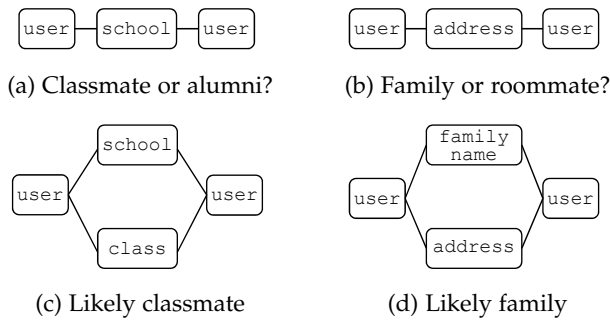 user school user
user address user
(a) Classmate or alumni?
(b) Family or roommate?
school
user user
class
family
name
user user
address
(c) Likely classmate
(d) Likely family